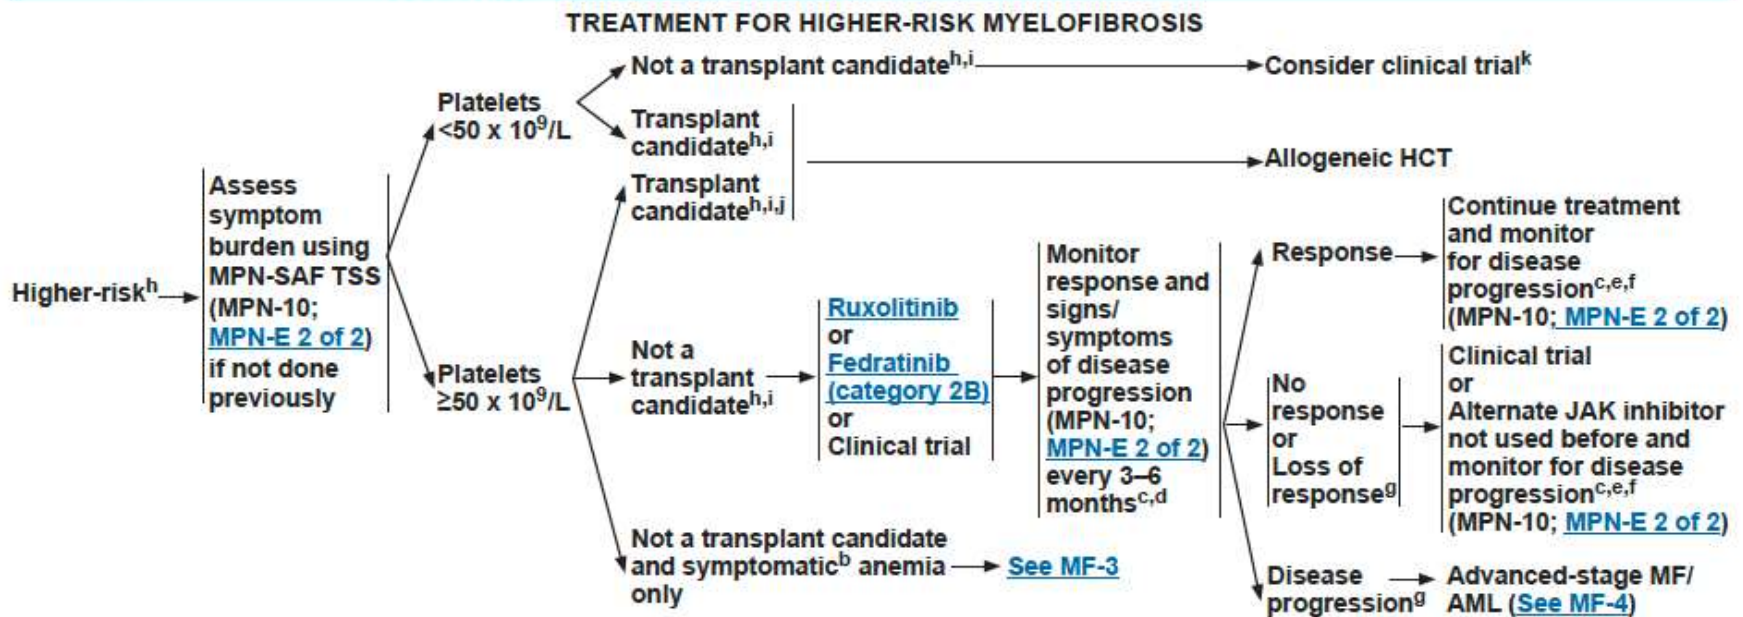 TREATMENT FOR HIGHER-RISK MYELOFIBROSIS
Higher-riskh
Assess
symptom
burden using
MPN-SAF TSS
(MPN-10;
MPN-E 2 of 2)
if not done
previously
Platelets
<50 x 109/L
Platelets
≥50 x 109/L
Not a transplant candidateh,i
Consider clinical trialk
Transplant
candidateh,i
Transplant
candidateh,i,j
Allogeneic HCT
Not a
transplant
candidateh,i
Ruxolitinib
or
Fedratinib
(category 2B)
or
Clinical trial
Monitor
response and
signs/
symptoms
of disease
progression
(MPN-10;
MPN-E 2 of 2)
every 3–6
monthsc,d
Response
Continue treatment
and monitor
for disease
progressionc,e,f
(MPN-10; MPN-E 2 of 2)
No
response
or
Loss of
responseg
Clinical trial
or
Alternate JAK inhibitor
not used before and
monitor for disease
progressionc,e,f
(MPN-10; MPN-E 2 of 2)
Disease
progressiong
Advanced-stage MF/
AML (See MF-4)
Not a transplant candidate
and symptomaticb anemia
only
See MF-3